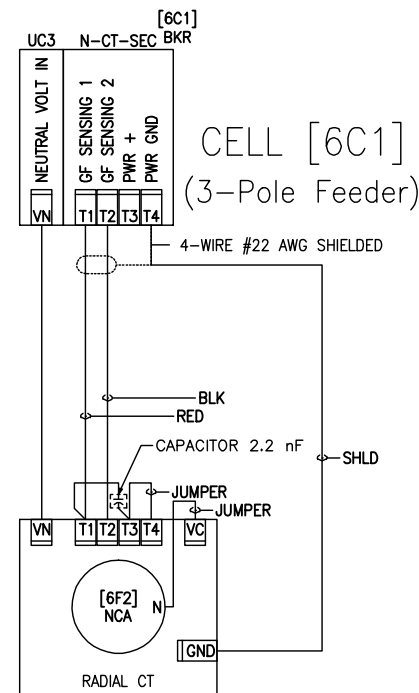 [6C1]
UC3 N-CT-SEC BKR
NEUTRAL VOLT IN
GF SENSING 1
GF SENSING 2
PWR +
PWR GND
VN T1 T2 T3 T4
CELL [6C1]
(3-Pole Feeder)
4-WIRE #22 AWG SHIELDED
BLK
RED
CAPACITOR 2.2 nF
SHLD
JUMPER
JUMPER
VN T1 T2 T3 T4 VC
[6F2]
NCA
N
GND
RADIAL CT